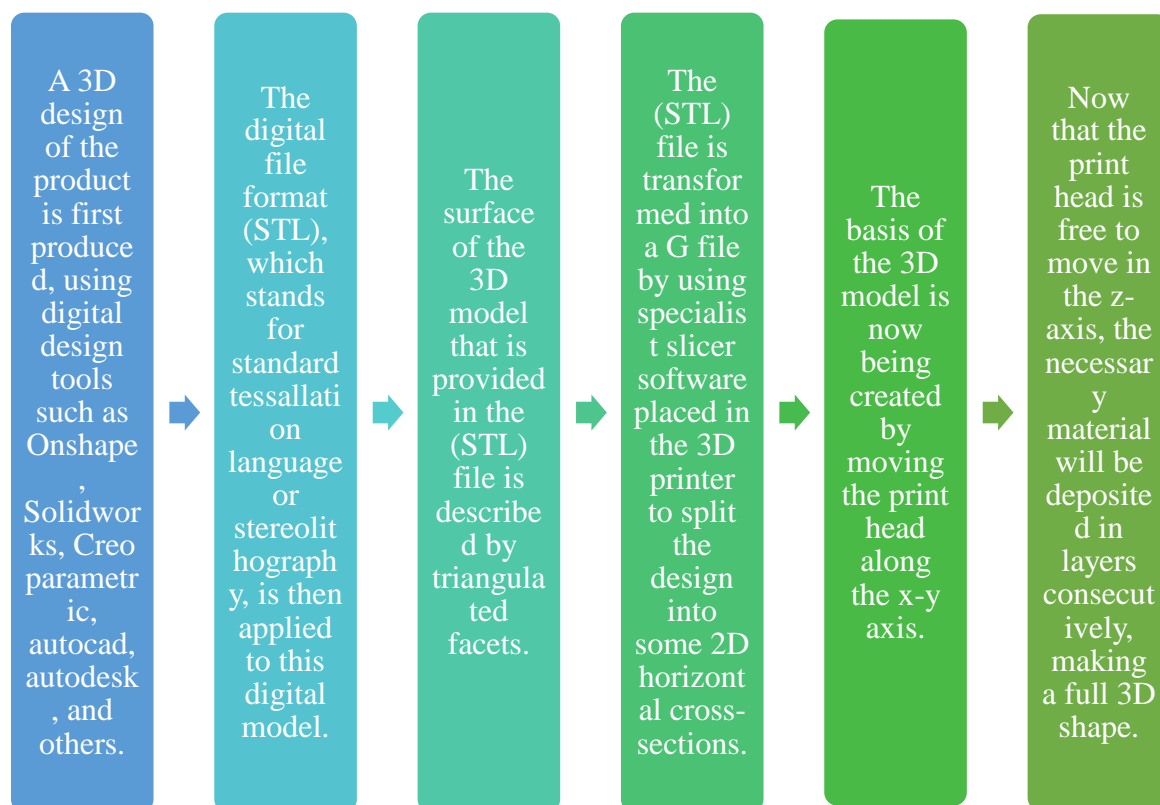 A 3D
design
of the
product
is first
produce
d, using
digital
design
tools
such as
Onshape
,
Solidwor
ks, Creo
parametr
ic,
autocad,
autodesk
, and
others.
The
digital
file
format
(STL),
which
stands
for
standard
tessallati
on
language
or
stereolit
hograph
y, is then
applied
to this
digital
model.
The
surface
of the
3D
model
that is
provided
in the
(STL)
file is
describe
d by
triangula
ted
facets.
The
(STL)
file is
transfor
med into
a G file
by using
specialis
t slicer
software
placed in
the 3D
printer
to split
the
design
into
some 2D
horizont
al cross-
sections.
The
basis of
the 3D
model is
now
being
created
by
moving
the print
head
along
the x-y
axis.
Now
that the
print
head is
free to
move in
the z-
axis, the
necessar
y
material
will be
deposite
d in
layers
consecut
ively,
making
a full 3D
shape.